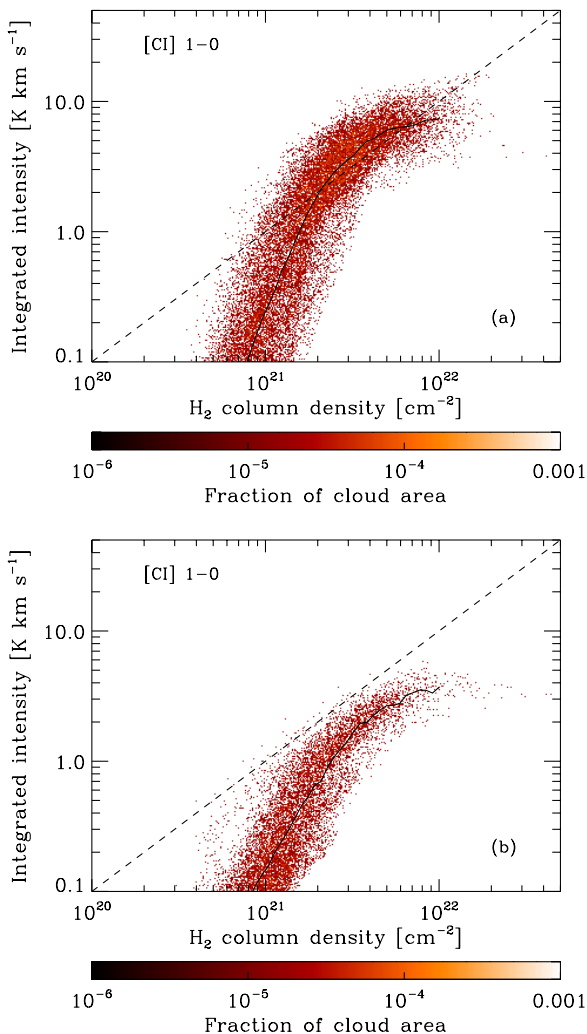 [CI] 1−0
Integrated intensity [K km s⁻¹]
10.0
1.0
0.1
(a)
10²⁰ 10²¹ 10²²
H₂ column density [cm⁻²]
10⁻⁶ 10⁻⁵ 10⁻⁴ 0.001
Fraction of cloud area
[CI] 1−0
Integrated intensity [K km s⁻¹]
10.0
1.0
0.1
(b)
10²⁰ 10²¹ 10²²
H₂ column density [cm⁻²]
10⁻⁶ 10⁻⁵ 10⁻⁴ 0.001
Fraction of cloud area